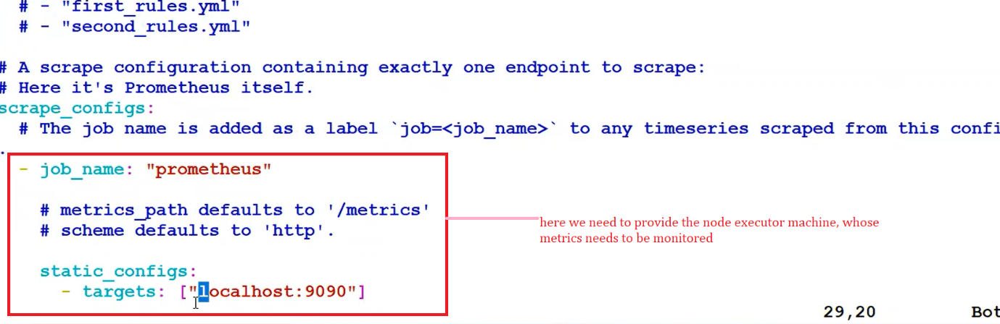 # - "first_rules.yml"
# - "second_rules.yml"
# A scrape configuration containing exactly one endpoint to scrape:
# Here it's Prometheus itself.
scrape_configs:
# The job name is added as a label `job=<job_name>` to any timeseries scraped from this confi
.
- job_name: "prometheus"
# metrics_path defaults to '/metrics'
# scheme defaults to 'http'.
here we need to provide the node executor machine, whose
metrics needs to be monitored
static_configs:
- targets: ["localhost:9090"]
29,20 Bot